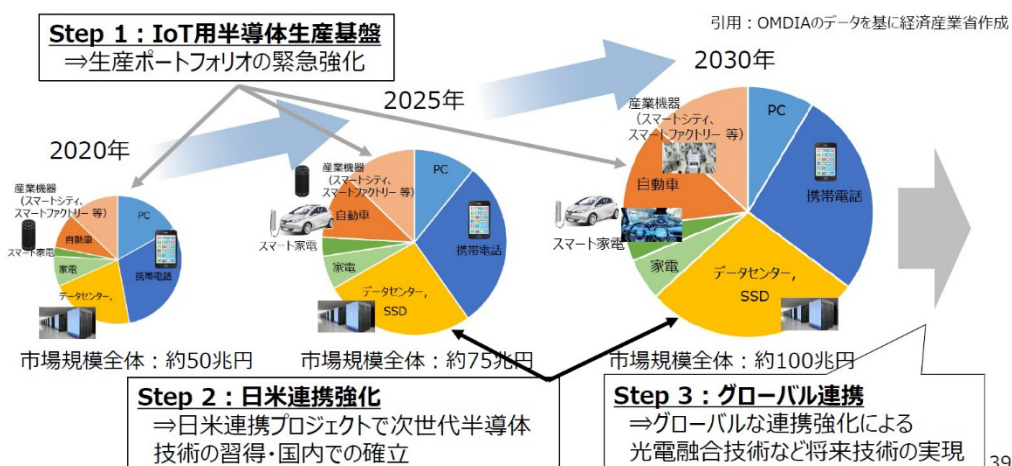 引用：OMDIAのデータを基に経済産業省作成
Step 1：IoT用半導体生産基盤
⇒生産ポートフォリオの緊急強化
2020年
産業機器
（スマートシティ、
スマートファクトリー 等）
PC
自動車
スマート家電
携帯電話
家電
データセンター,
SSD
市場規模全体：約50兆円
2025年
産業機器
（スマートシティ、
スマートファクトリー 等）
PC
自動車
スマート家電
携帯電話
家電
データセンター,
SSD
市場規模全体：約75兆円
2030年
産業機器
（スマートシティ、
スマートファクトリー 等）
PC
自動車
携帯電話
スマート家電
家電
データセンター,
SSD
市場規模全体：約100兆円
Step 2：日米連携強化
⇒日米連携プロジェクトで次世代半導体
技術の習得・国内での確立
Step 3：グローバル連携
⇒グローバルな連携強化による
光電融合技術など将来技術の実現
39